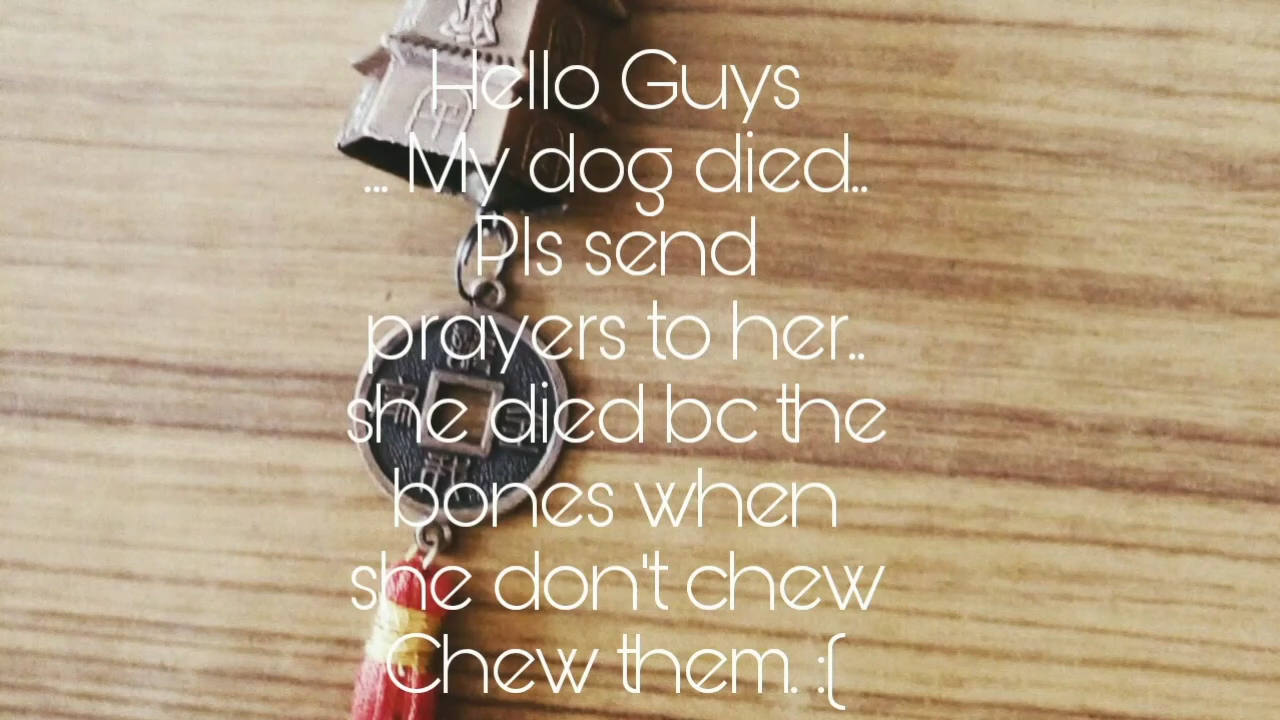 Hello Guys
... My dog died..
Pls send
prayers to her..
she died bc the
bones when
she don't chew
Chew them. :(